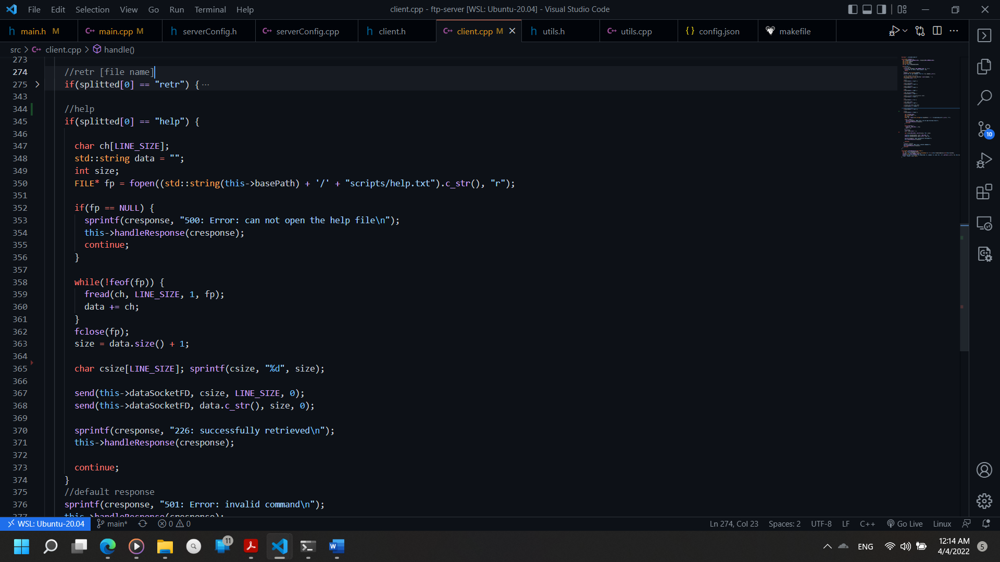 File Edit Selection View Go Run Terminal Help
client.cpp - ftp-server [WSL: Ubuntu-20.04] - Visual Studio Code
main.h M
main.cpp M
serverConfig.h
serverConfig.cpp
client.h
client.cpp M
utils.h
utils.cpp
config.json
makefile
src > client.cpp > handle()
273
274 //retr [file name]
275 if(splitted[0] == "retr") { ···
343
344 //help
345 if(splitted[0] == "help") {
346
347 char ch[LINE_SIZE];
348 std::string data = "";
349 int size;
350 FILE* fp = fopen((std::string(this->basePath) + '/' + "scripts/help.txt").c_str(), "r");
351
352 if(fp == NULL) {
353 sprintf(cresponse, "500: Error: can not open the help file\n");
354 this->handleResponse(cresponse);
355 continue;
356 }
357
358 while(!feof(fp)) {
359 fread(ch, LINE_SIZE, 1, fp);
360 data += ch;
361 }
362 fclose(fp);
363 size = data.size() + 1;
364
365 char csize[LINE_SIZE]; sprintf(csize, "%d", size);
366
367 send(this->dataSocketFD, csize, LINE_SIZE, 0);
368 send(this->dataSocketFD, data.c_str(), size, 0);
369
370 sprintf(cresponse, "226: successfully retrieved\n");
371 this->handleResponse(cresponse);
372
373 continue;
374 }
375 //default response
376 sprintf(cresponse, "501: Error: invalid command\n");
377 this->handleResponse(cresponse);
10
WSL: Ubuntu-20.04 main* 0 0
Ln 274, Col 23 Spaces: 2 UTF-8 LF C++ Go Live Linux
11
ENG
12:14 AM
4/4/2022
5